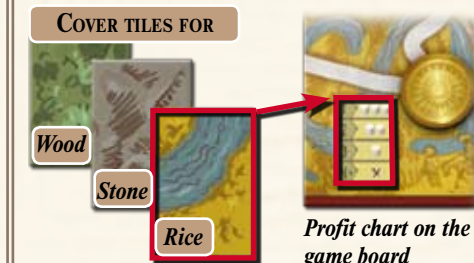 COVER TILES FOR
Wood
Stone
Rice
Profit chart on the
game board